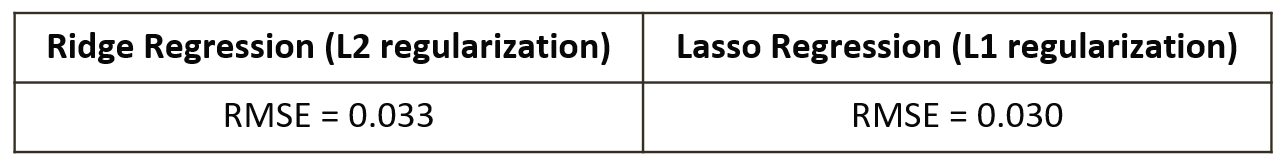 Ridge Regression (L2 regularization) Lasso Regression (L1 regularization)
RMSE = 0.033 RMSE = 0.030